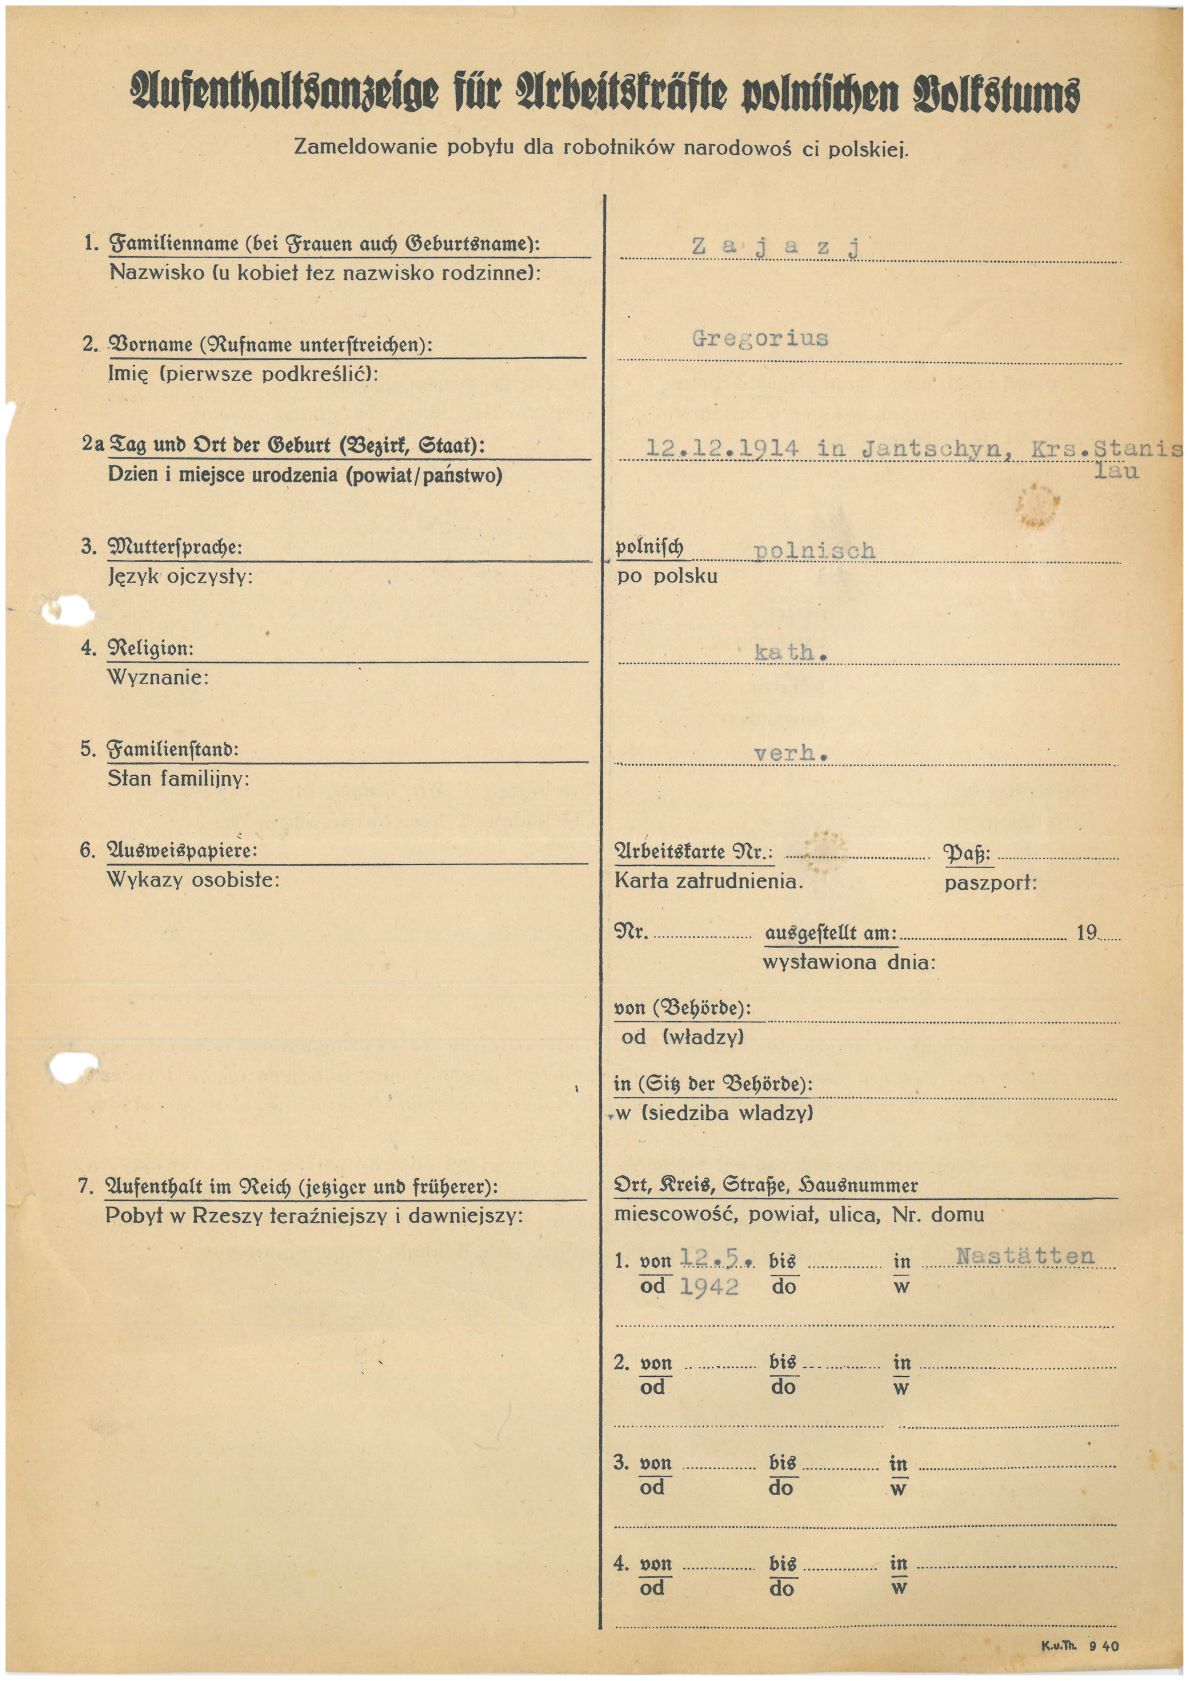 Aufenthaltsanzeige für Arbeitskräfte polnischen Volkstums
Zameldowanie pobytu dla robotników narodowoś ci polskiej.
1. Familienname (bei Frauen auch Geburtsname): Zajazj
Nazwisko (u kobiet tez nazwisko rodzinne):
2. Vorname (Rufname unterstreichen): Gregorius
Imię (pierwsze podkreślić):
2a Tag und Ort der Geburt (Bezirk, Staat): 12.12.1914 in Jantschyn, Krs.Stanis
lau
Dzien i miejsce urodzenia (powiat/państwo)
3. Muttersprache: polnisch polnisch
Język ojczysty: po polsku
4. Religion: kath.
Wyznanie:
5. Familienstand: verh.
Stan familijny:
6. Ausweispapiere: Arbeitskarte Nr.: Paß:
Wykazy osobiste: Karta zatrudnienia. paszport:
Nr. ausgestellt am: 19
wystawiona dnia:
von (Behörde):
od (władzy)
in (Sitz der Behörde):
w (siedziba wladzy)
7. Aufenthalt im Reich (jetziger und früherer): Ort, Kreis, Straße, Hausnummer
Pobyt w Rzeszy teraźniejszy i dawniejszy: miescowość, powiat, ulica, Nr. domu
1. von 12.5. bis in Nastätten
od 1942 do w
2. von bis in
od do w
3. von bis in
od do w
4. von bis in
od do w
K.u.Th. 9 40